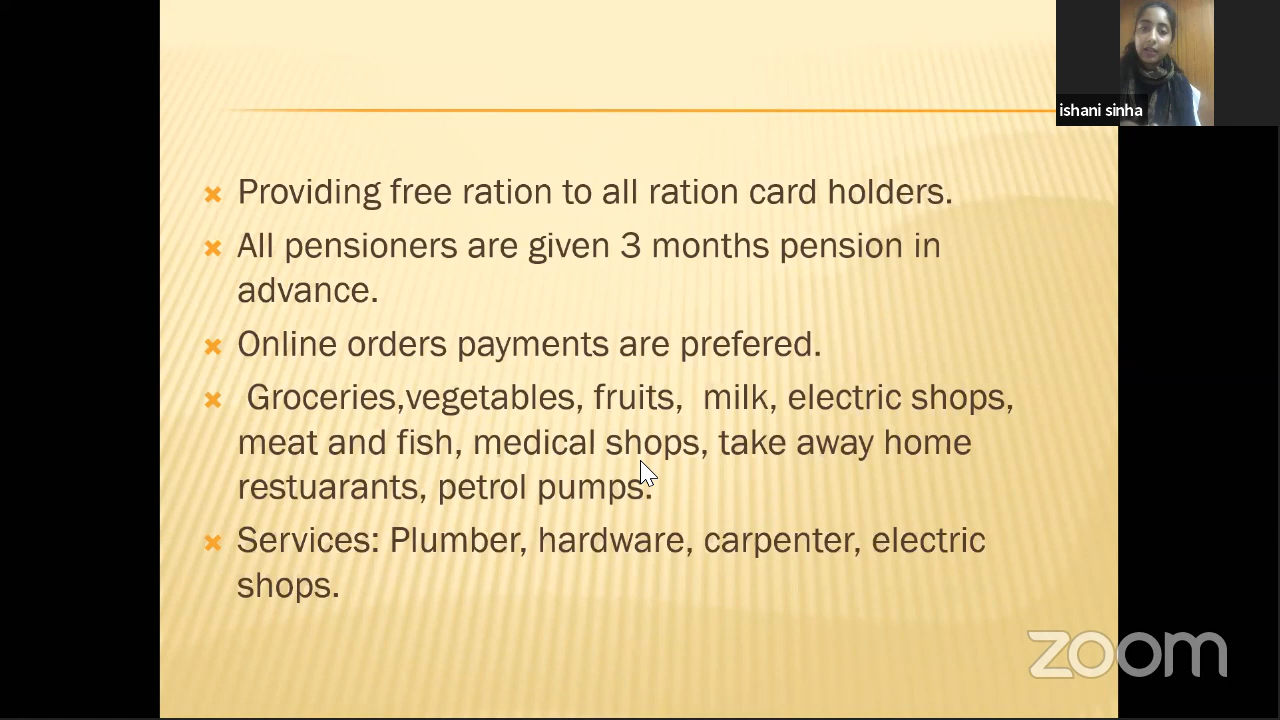 ishani sinha
Providing free ration to all ration card holders.
All pensioners are given 3 months pension in
advance.
Online orders payments are prefered.
Groceries,vegetables, fruits,  milk, electric shops,
meat and fish, medical shops, take away home
restuarants, petrol pumps.
Services: Plumber, hardware, carpenter, electric
shops.
zoom